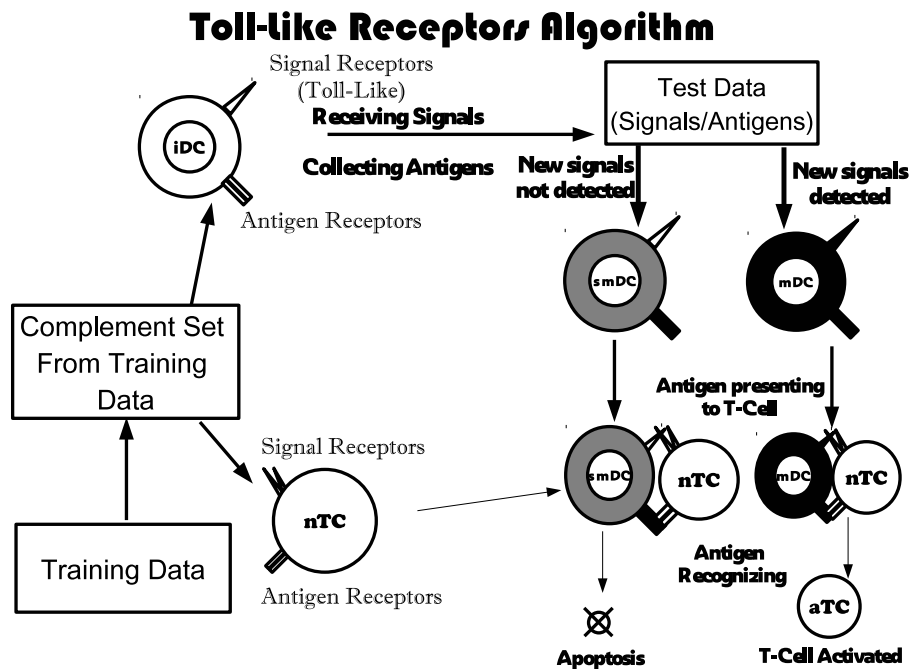 Toll-Like Receptors Algorithm
Signal Receptors
(Toll-Like)
iDC
Antigen Receptors
Receiving Signals
Collecting Antigens
Test Data
(Signals/Antigens)
New signals
not detected
New signals
detected
smDC
mDC
Complement Set
From Training
Data
Antigen presenting
to T-Cell
Signal Receptors
nTC
Antigen Receptors
smDC
nTC
mDC
nTC
Training Data
Antigen
Recognizing
aTC
Apoptosis
T-Cell Activated